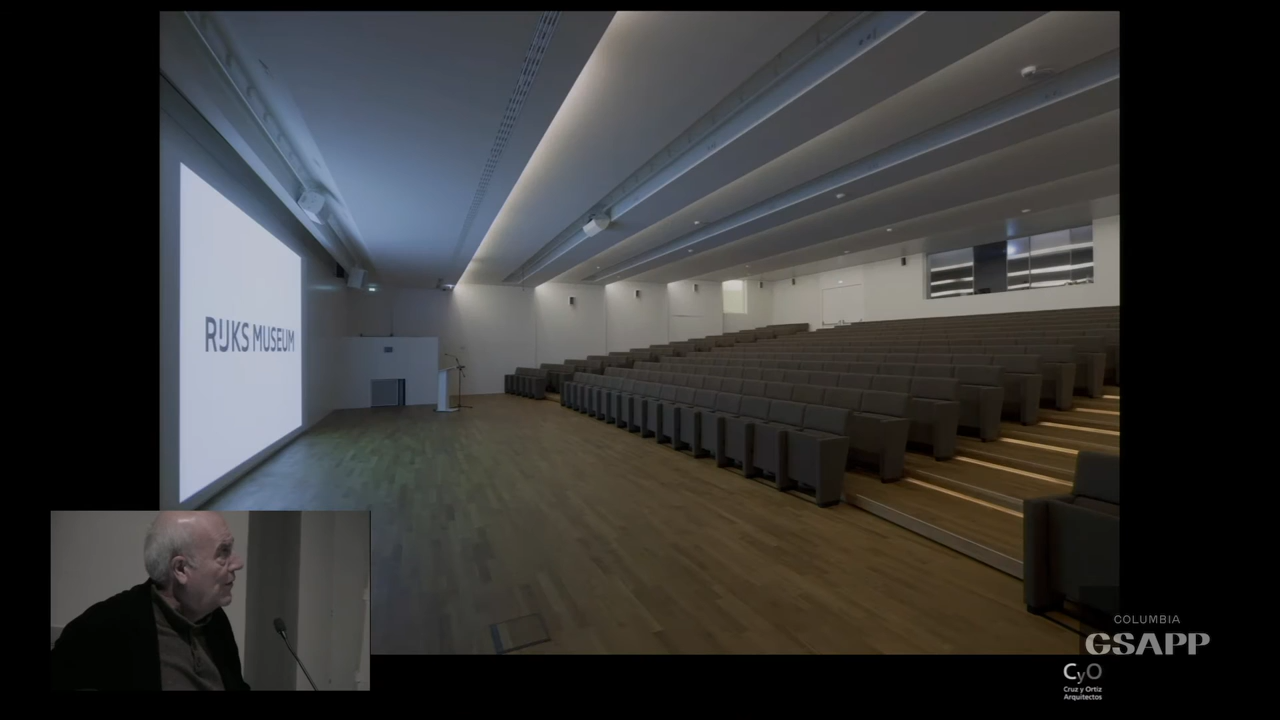 RIJKS MUSEUM
COLUMBIA
GSAPP
CyO
Cruz y Ortiz
Arquitectos